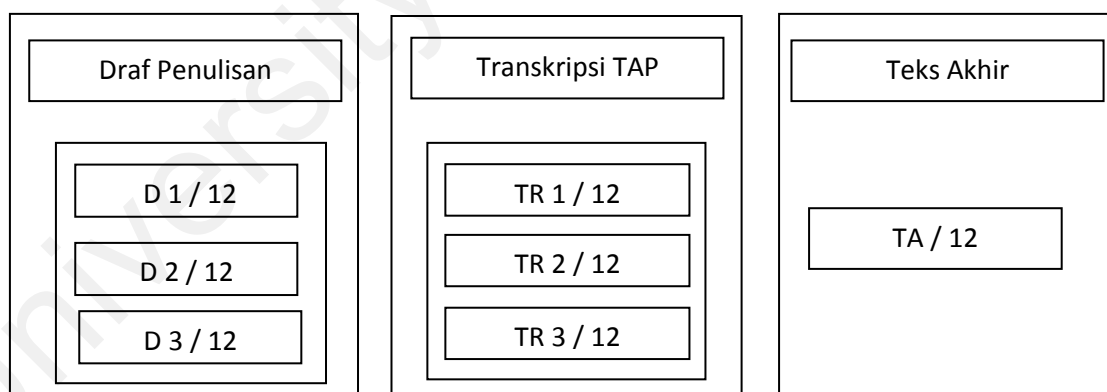 Draf Penulisan
D 1 / 12
D 2 / 12
D 3 / 12
Transkripsi TAP
TR 1 / 12
TR 2 / 12
TR 3 / 12
Teks Akhir
TA / 12
University